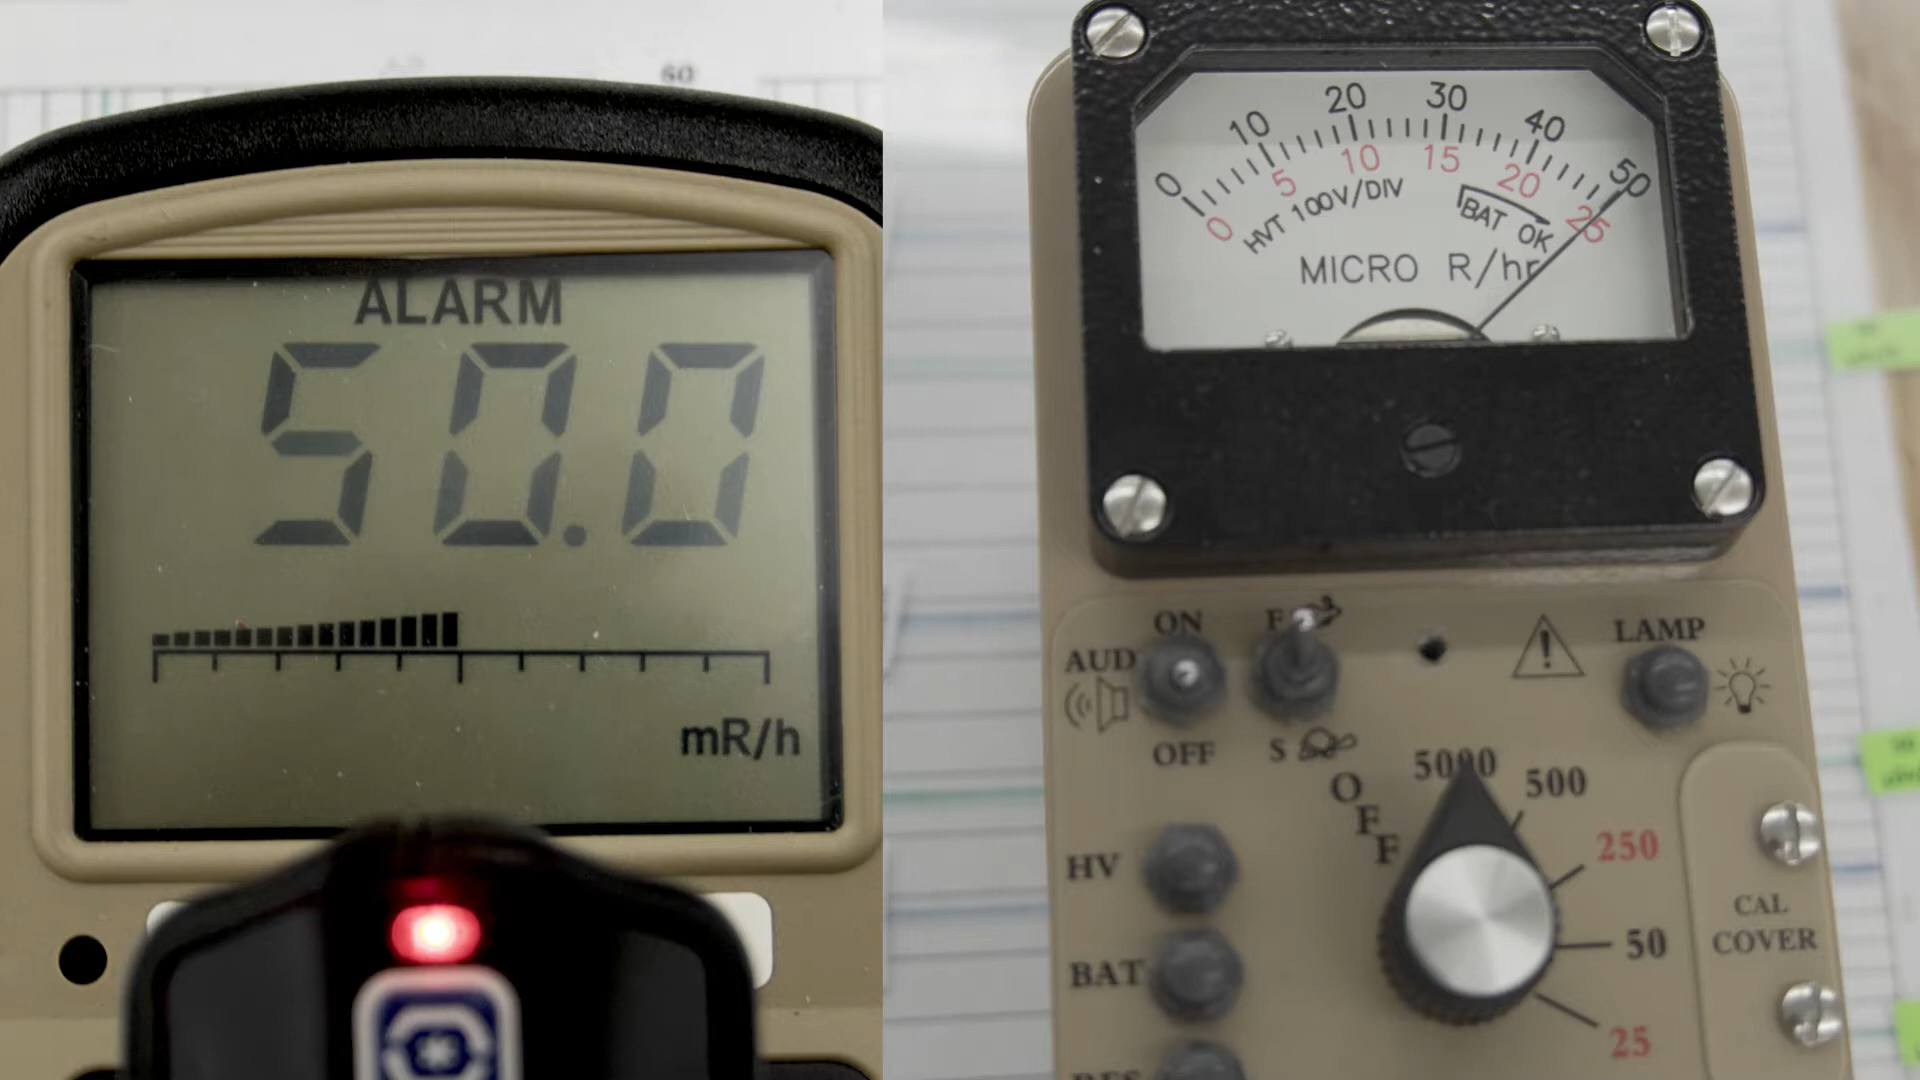 60
ALARM
50.0
mR/h
0 10 20 30 40 50
0 5 10 15 20 25
HVT 100V/DIV
BAT OK
MICRO R/hr
ON
F
LAMP
AUD
OFF
S
OFF
5000
500
250
50
25
HV
BAT
CAL
COVER